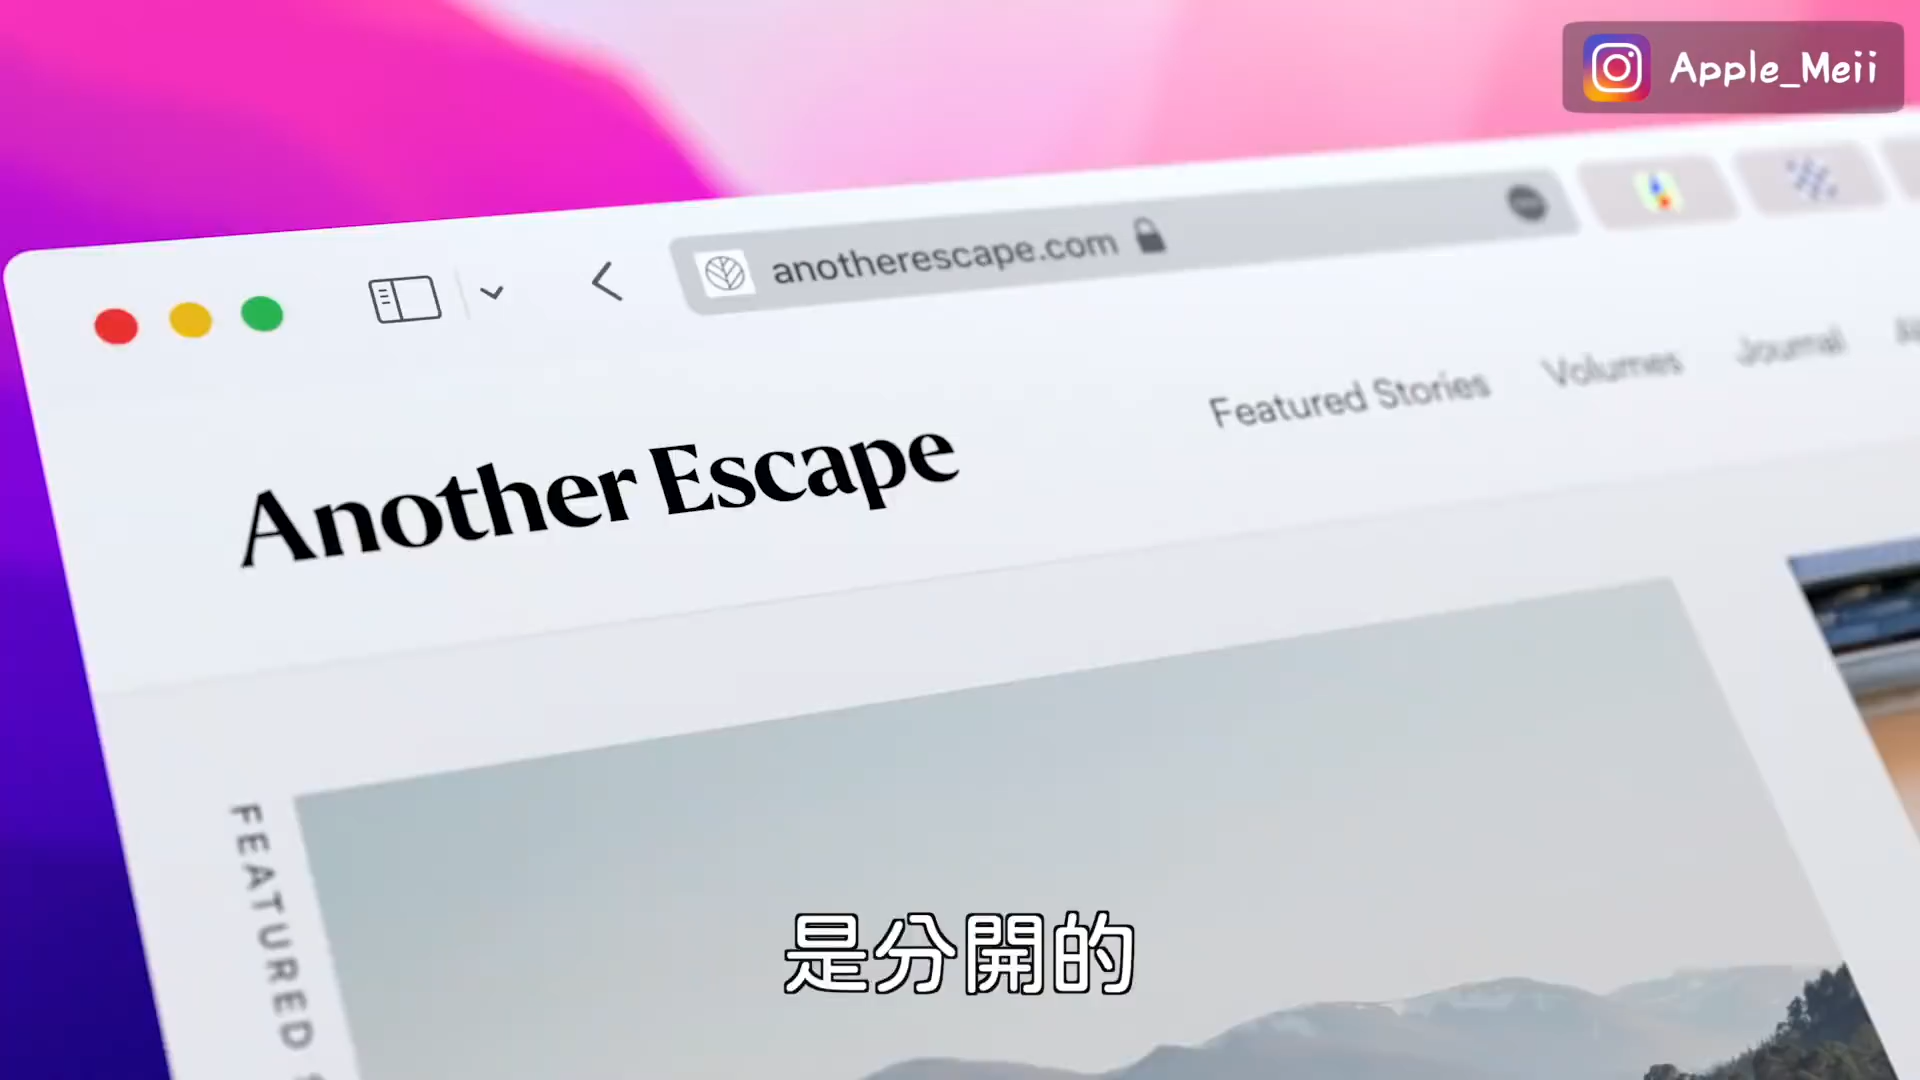 Apple_Meii
anotherescape.com
Featured Stories
Volumes
Journal
Another Escape
FEATURED
是分開的